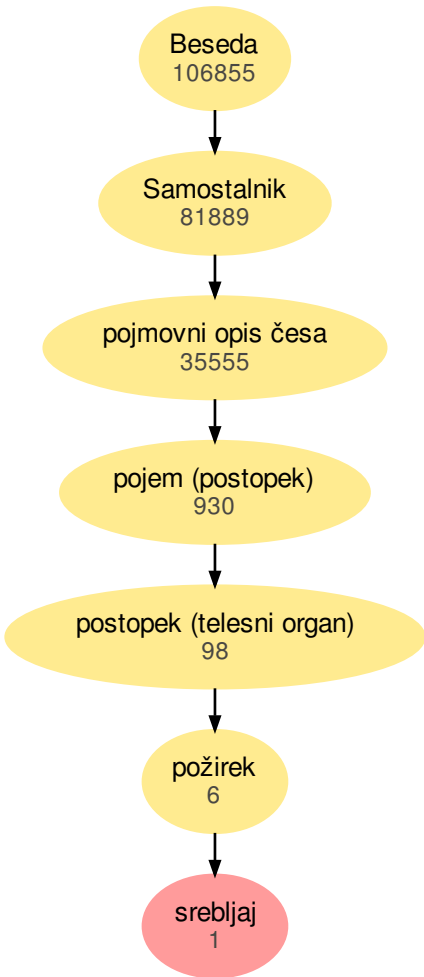 Beseda
106855
Samostalnik
81889
pojmovni opis česa
35555
pojem (postopek)
930
postopek (telesni organ)
98
požirek
6
srebljaj
1